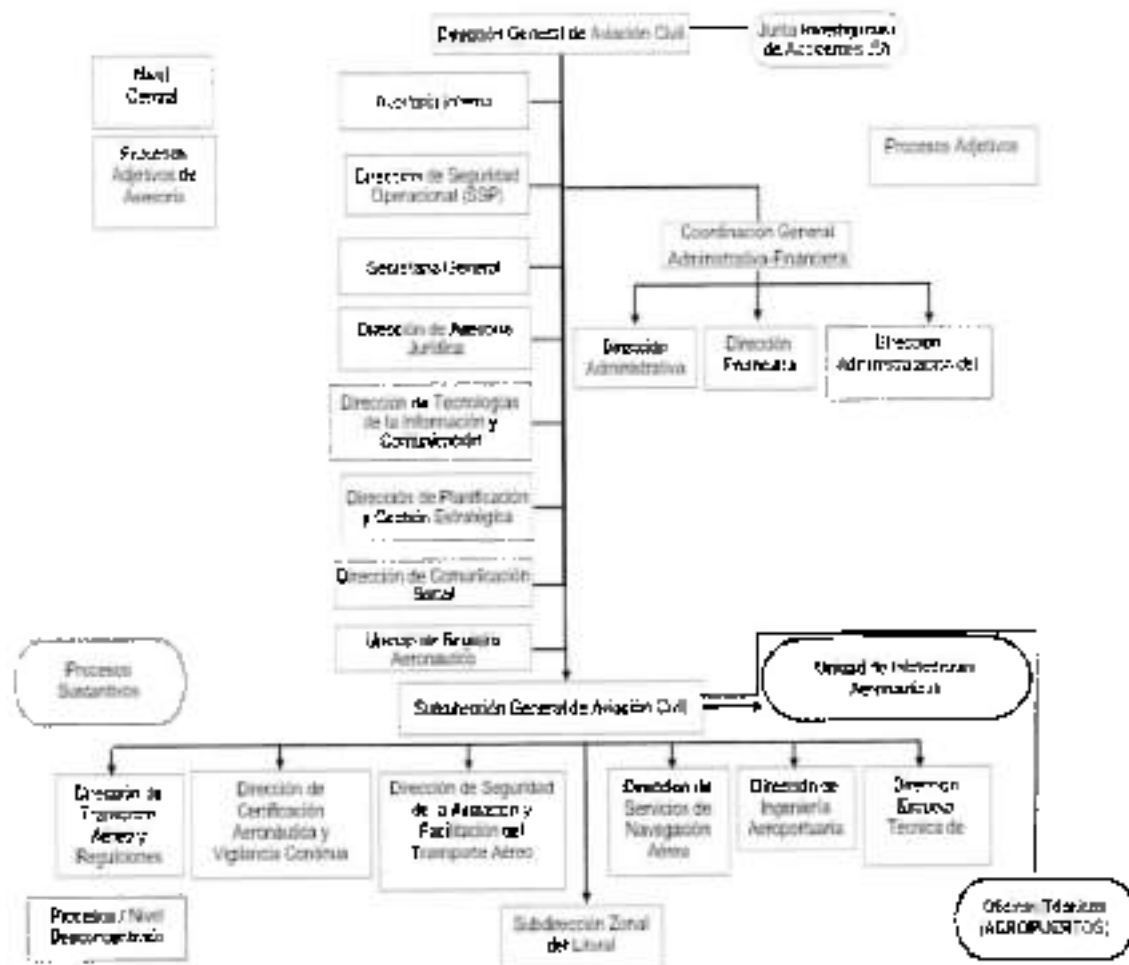 Dirección General de Aviación Civil
Junta Investigadora
de Accidentes
Nivel
Central
Procesos
Adjetivos de
Asesoría
Auditoría Interna
Procesos Adjetivos
Dirección de Seguridad
Operacional (SSP)
Coordinación General
Administrativa-Financiera
Secretaría General
Dirección de Asesoría
Jurídica
Dirección
Administrativa
Dirección
Financiera
Dirección
Administración del
Dirección de Tecnologías
de la Información y
Comunicación
Dirección de Planificación
y Gestión Estratégica
Dirección de Comunicación
Social
Aeronáutico
Procesos
Sustantivos
Unidad de
Aeronáutica
Subdirección General de Aviación Civil
Dirección de
Transporte
Aéreo y
Regulaciones
Dirección de
Certificación
Aeronáutica y
Vigilancia Continua
Dirección de Seguridad
de la Aviación y
Facilitación del
Transporte Aéreo
Dirección de
Servicios de
Navegación
Aérea
Dirección de
Ingeniería
Aeroportuaria
Dirección
Escuela
Técnica de
Procesos / Nivel
Desconcentrado
Subdirección Zonal
del Litoral
Oficinas Técnicas
(AEROPUERTOS)